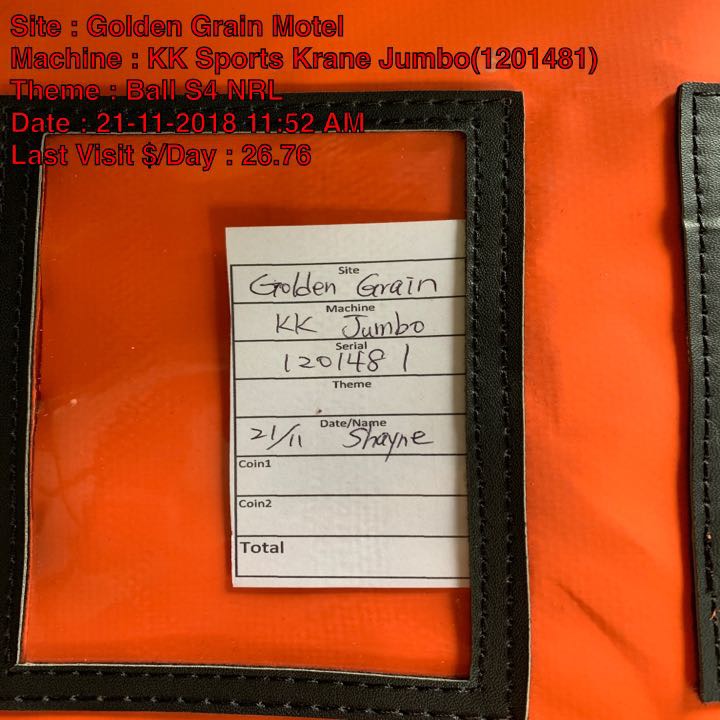 Site : Golden Grain Motel
Machine : KK Sports Krane Jumbo(1201481)
Theme : Ball S4 NRL
Date : 21-11-2018 11:52 AM
Last Visit $/Day : 26.76
Site
Golden Grain
Machine
KK Jumbo
Serial
1201481
Theme
Date/Name
21/11 Shayne
Coin1
Coin2
Total